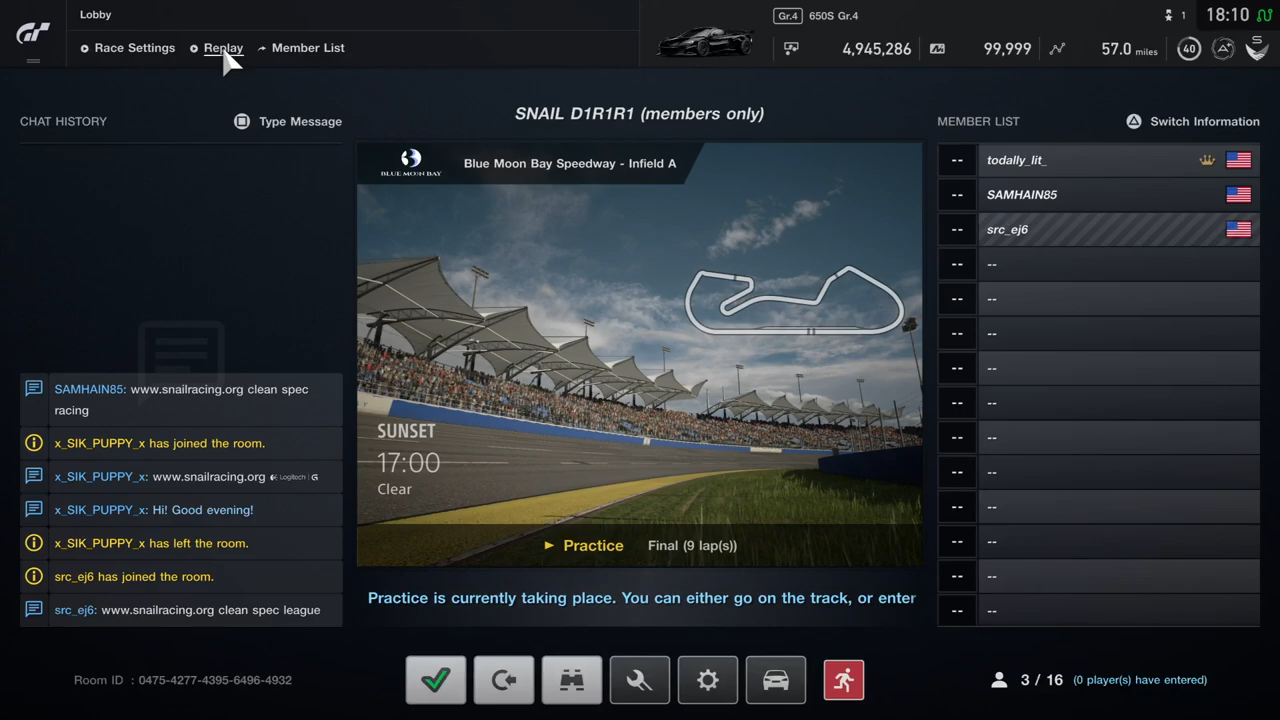 Lobby
Race Settings
Replay
Member List
Gr.4 650S Gr.4
4,945,286
99,999
57.0 miles
1
18:10
40
A+
S
CHAT HISTORY
Type Message
SAMHAIN85: www.snailracing.org clean spec
racing
x_SIK_PUPPY_x has joined the room.
x_SIK_PUPPY_x: www.snailracing.org Logitech | G
x_SIK_PUPPY_x: Hi! Good evening!
x_SIK_PUPPY_x has left the room.
src_ej6 has joined the room.
src_ej6: www.snailracing.org clean spec league
SNAIL D1R1R1 (members only)
BLUE MOON BAY
Blue Moon Bay Speedway - Infield A
SUNSET
17:00
Clear
Practice Final (9 lap(s))
Practice is currently taking place. You can either go on the track, or enter
MEMBER LIST
Switch Information
-- todally_lit_
-- SAMHAIN85
-- src_ej6
-- --
-- --
-- --
-- --
-- --
-- --
-- --
-- --
-- --
-- --
-- --
Room ID : 0475-4277-4395-6496-4932
3 / 16 (0 player(s) have entered)